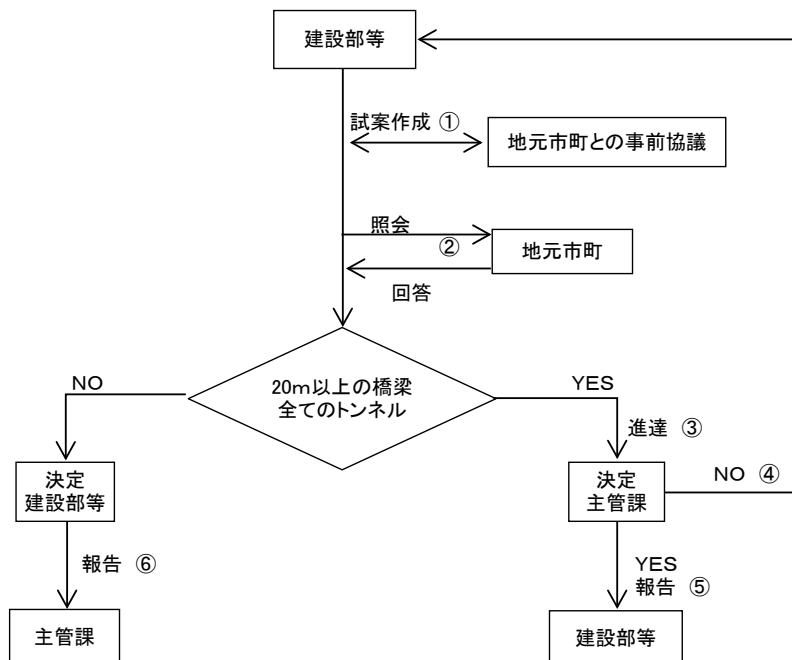 建設部等
試案作成 ①
地元市町との事前協議
照会
②
地元市町
回答
20m以上の橋梁
全てのトンネル
NO
YES
進達 ③
決定
建設部等
決定
主管課
NO ④
報告 ⑥
YES
報告 ⑤
主管課
建設部等